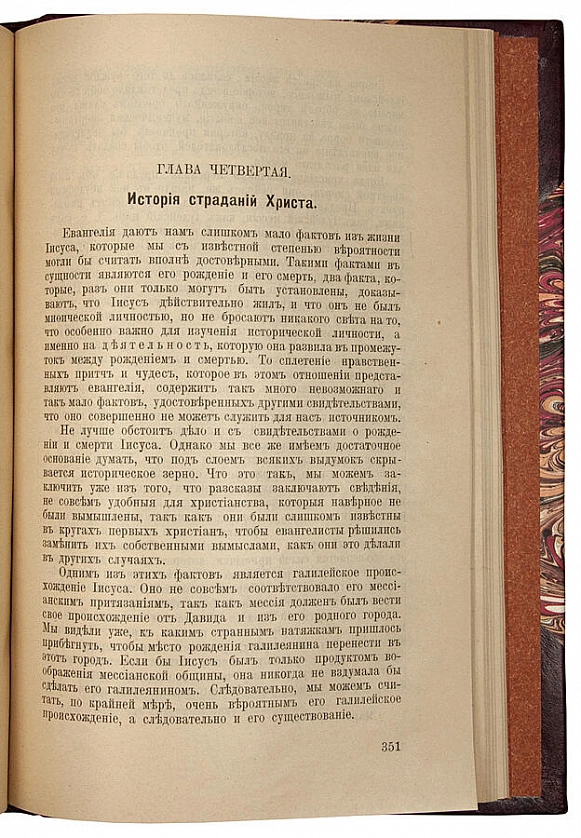 ГЛАВА ЧЕТВЕРТАЯ.
Исторія страданій Христа.
Евангелія даютъ намъ слишкомъ мало фактовъ изъ жизни
Іисуса, которые мы съ извѣстной степенью вѣроятности
могли бы считать вполнѣ достовѣрными. Такими фактами въ
сущности являются его рожденіе и его смерть, два факта, ко-
торые, разъ они только могутъ быть установлены, доказы-
ваютъ, что Іисусъ дѣйствительно жилъ, и что онъ не былъ
миѳической личностью, но не бросаютъ никакого свѣта на то,
что особенно важно для изученія исторической личности, а
именно на дѣятельность, которую она развила въ промежу-
токъ между рожденіемъ и смертью. То сплетеніе нравствен-
ныхъ притчъ и чудесъ, которое въ этомъ отношеніи предста-
вляютъ евангелія, содержитъ такъ много невозможнаго и
такъ мало фактовъ, удостовѣренныхъ другими свидѣтельствами,
что оно совершенно не можетъ служить для насъ источникомъ.
Не лучше обстоитъ дѣло и съ свидѣтельствами о рожде-
ніи и смерти Іисуса. Однако мы все же имѣемъ достаточное
основаніе думать, что подъ слоемъ всякихъ выдумокъ скры-
вается историческое зерно. Что это такъ, мы можемъ за-
ключить уже изъ того, что разсказы заключаютъ свѣдѣнія,
не совсѣмъ удобныя для христіанства, которыя навѣрное не
были вымышлены, такъ какъ они были слишкомъ извѣстны
въ кругахъ первыхъ христіанъ, чтобы евангелисты рѣшились
замѣнить ихъ собственными вымыслами, какъ они это дѣлали
въ другихъ случаяхъ.
Однимъ изъ этихъ фактовъ является галилейское проис-
хожденіе Іисуса. Оно не совсѣмъ соотвѣтствовало его мессі-
анскимъ притязаніямъ, такъ какъ мессія долженъ былъ вести
свое происхожденіе отъ Давида и изъ его родного города.
Мы видѣли уже, къ какимъ страннымъ натяжкамъ пришлось
прибѣгнуть, чтобы мѣсто рожденія галилеянина перенести въ
этотъ городъ. Если бы Іисусъ былъ только продуктомъ во-
ображенія мессіанской общины, она никогда не вздумала бы
сдѣлать его галилеяниномъ. Слѣдовательно, мы можемъ счи-
тать, по крайней мѣрѣ, очень вѣроятнымъ его галилейское
происхожденіе, а слѣдовательно и его существованіе.
351